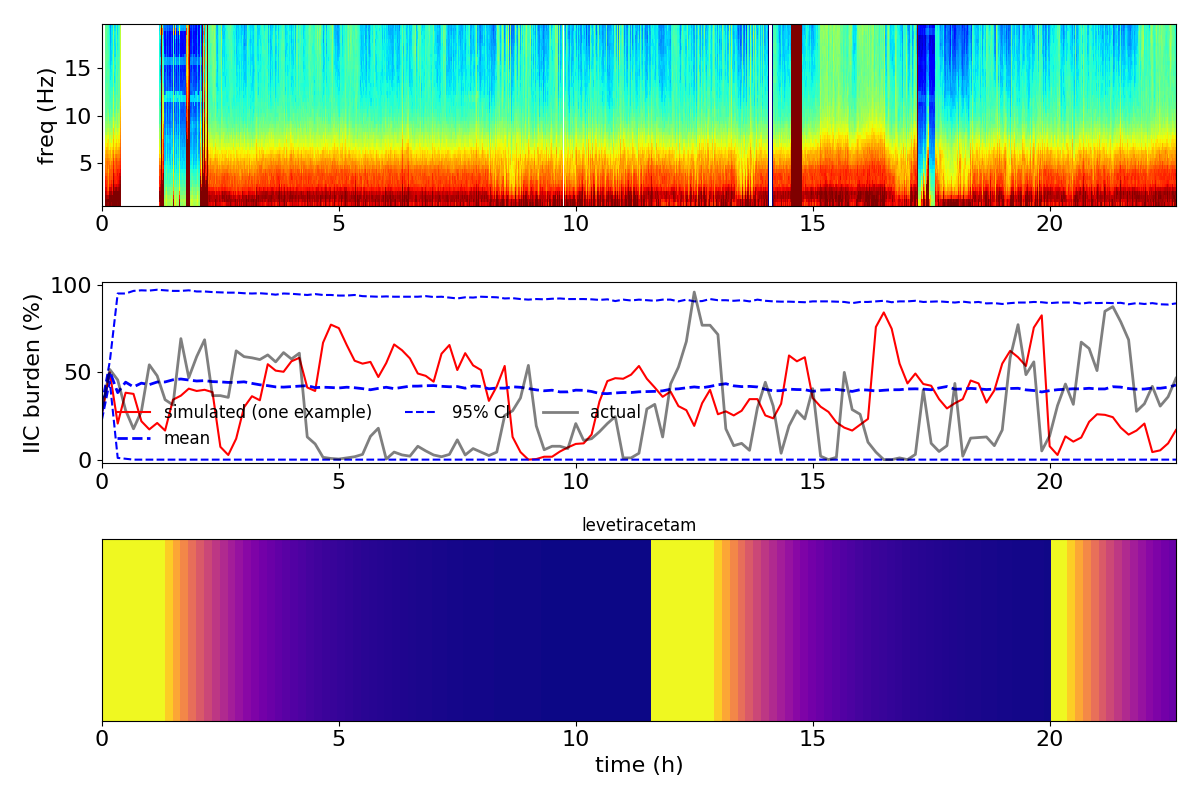 freq (Hz)
15
10
5
0 5 10 15 20
IIC burden (%)
100
50
0
simulated (one example) 95% CI actual
mean
0 5 10 15 20
levetiracetam
0 5 10 15 20
time (h)